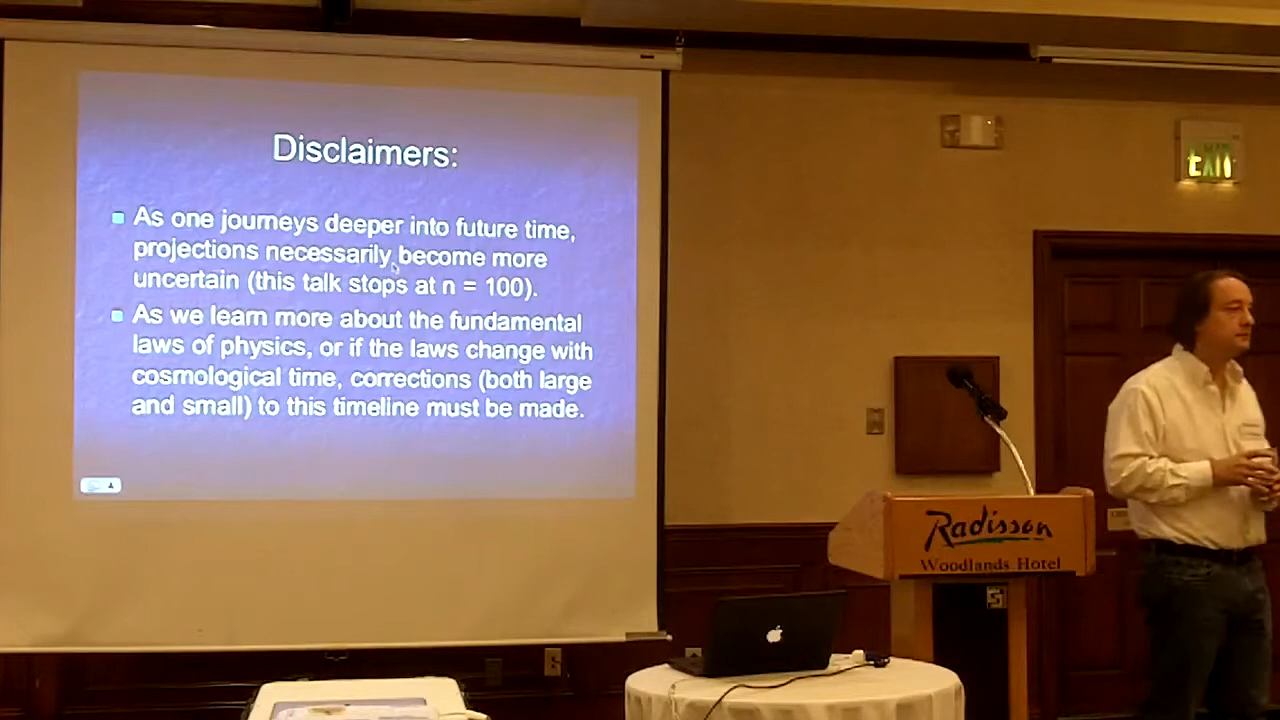 Disclaimers:
As one journeys deeper into future time,
projections necessarily become more
uncertain (this talk stops at n = 100).
As we learn more about the fundamental
laws of physics, or if the laws change with
cosmological time, corrections (both large
and small) to this timeline must be made.
EXIT
Radisson
Woodlands Hotel